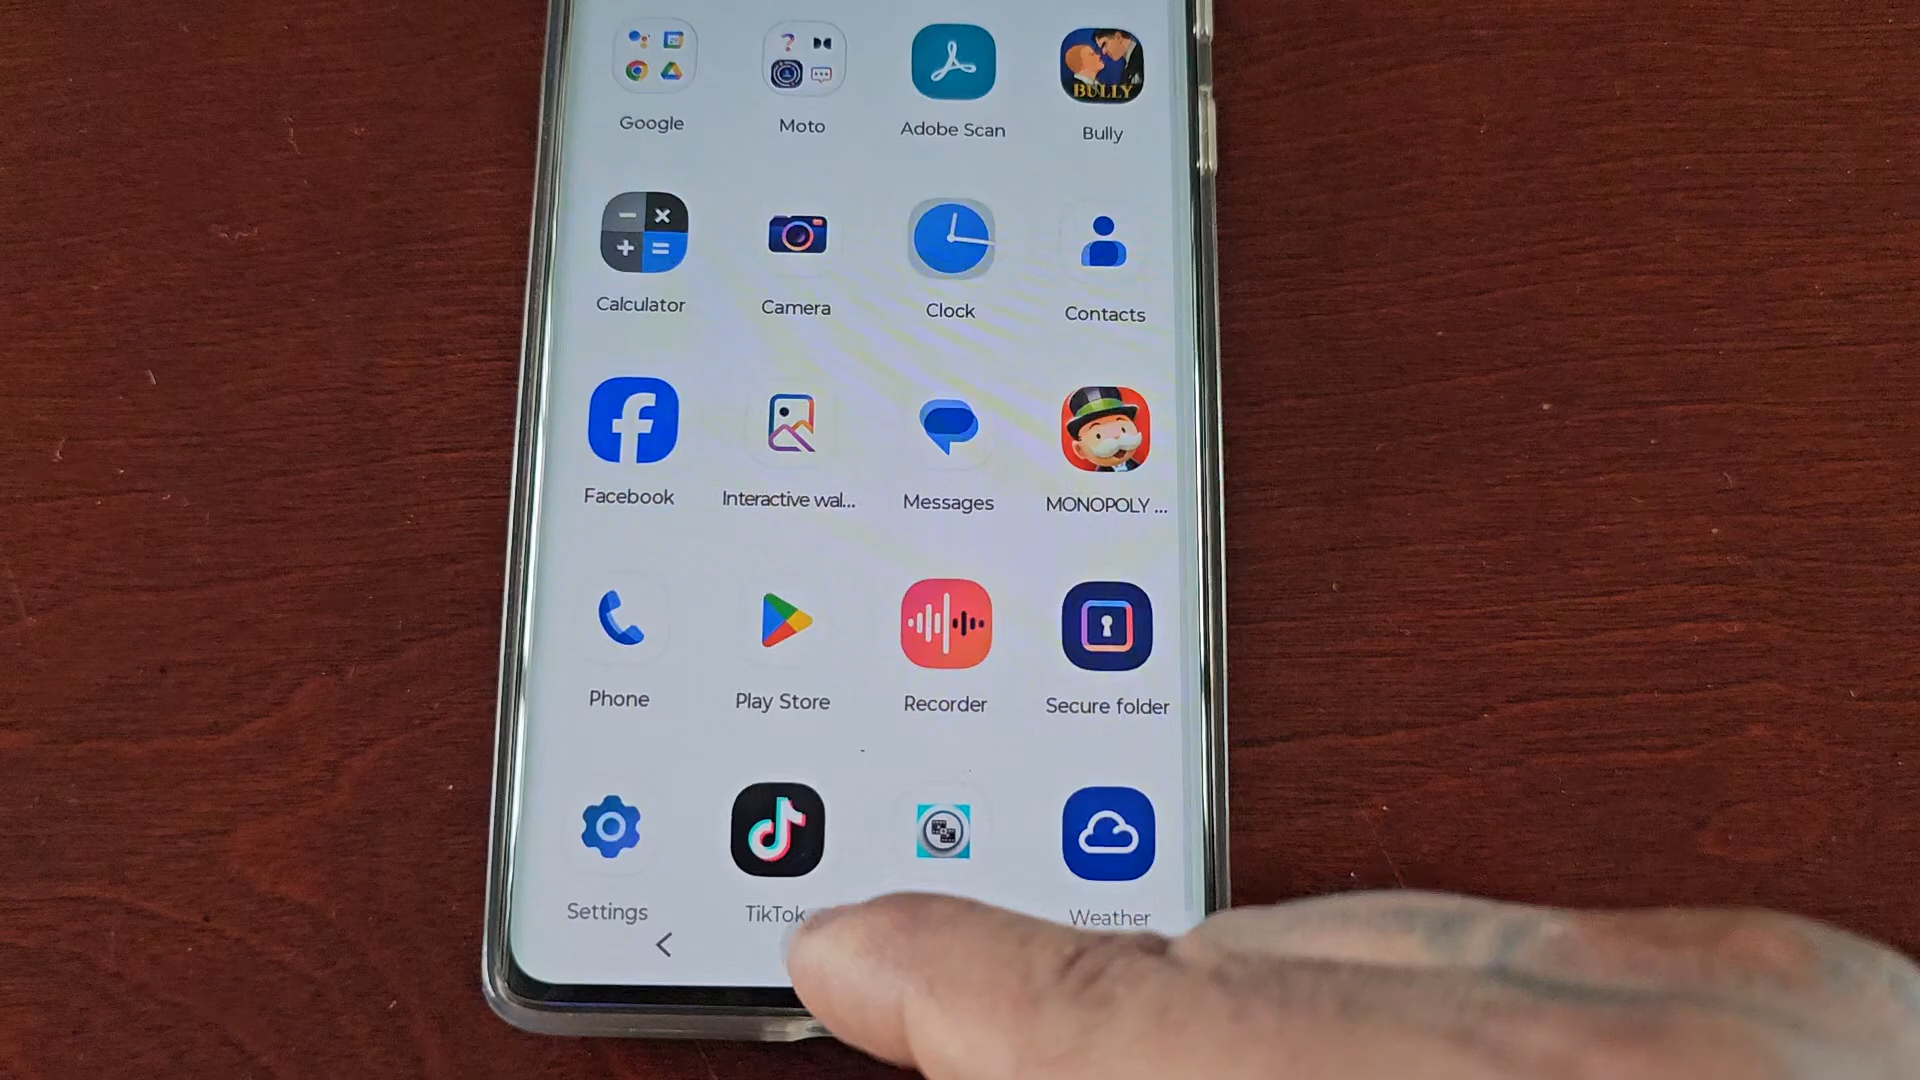 Google Moto Adobe Scan BULLY Bully
Calculator Camera Clock Contacts
Facebook Interactive wal... Messages MONOPOLY ...
Phone Play Store Recorder Secure folder
Settings TikTok Weather